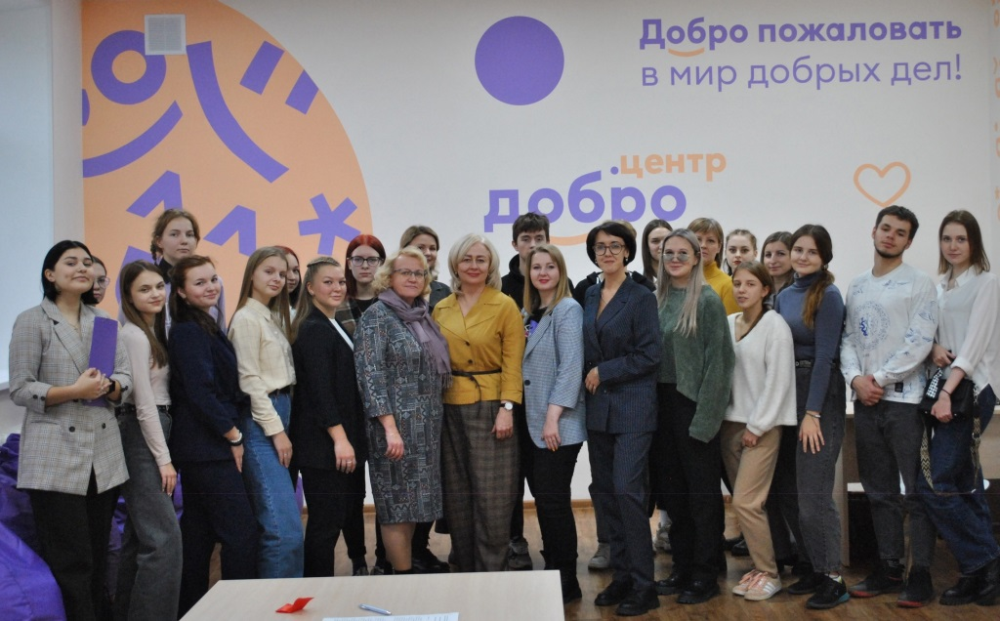 Добро пожаловать
в мир добрых дел!
центр
добро